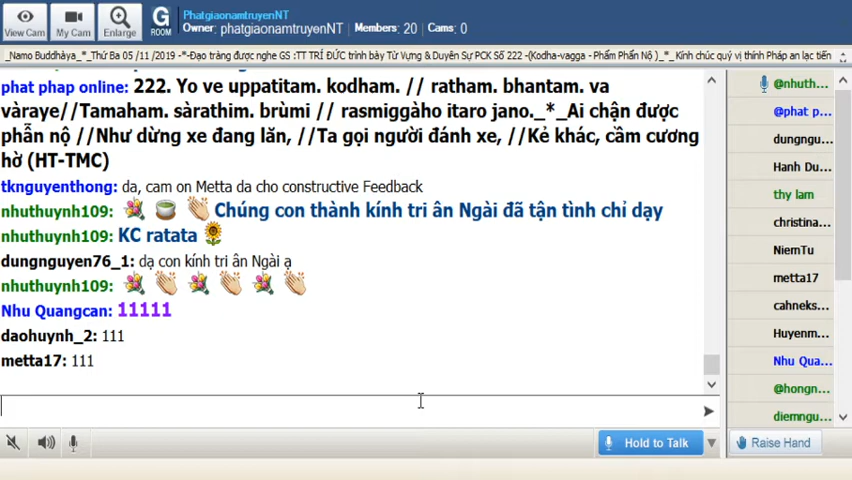 View Cam
My Cam
Enlarge
G
ROOM
PhatgiaonamtruyenNT
Owner: phatgiaonamtruyenNT | Members: 20 | Cams: 0
_Namo Buddhàya_*_Thứ Ba 05 /11 /2019 -*-Đạo tràng được nghe GS :TT TRÍ ĐỨC trình bày Từ Vựng & Duyên Sự PCK Số 222 -(Kodha-vagga - Phẩm Phẫn Nộ )_*_Kính chúc quý vị thính Pháp an lạc tiến
phat phap online: 222. Yo ve uppatitam. kodham. // ratham. bhantam. va
vàraye//Tamaham. sàrathim. brùmi // rasmiggàho itaro jano._*_Ai chận được
phẫn nộ //Như dừng xe đang lăn, //Ta gọi người đánh xe, //Kẻ khác, cầm cương
hờ (HT-TMC)
tknguyenthong: da, cam on Metta da cho constructive Feedback
nhuthuynh109: Chúng con thành kính tri ân Ngài đã tận tình chỉ dạy
nhuthuynh109: KC ratata
dungnguyen76_1: dạ con kính tri ân Ngài ạ
nhuthuynh109:
Nhu Quangcan: 11111
daohuynh_2: 111
metta17: 111
@nhuth...
@phat p...
dungngu...
Hanh Du...
thy lam
christina...
NiemTu
metta17
cahneks...
Huyenm...
Nhu Qua...
@hongn...
diemngu...
Hold to Talk
Raise Hand